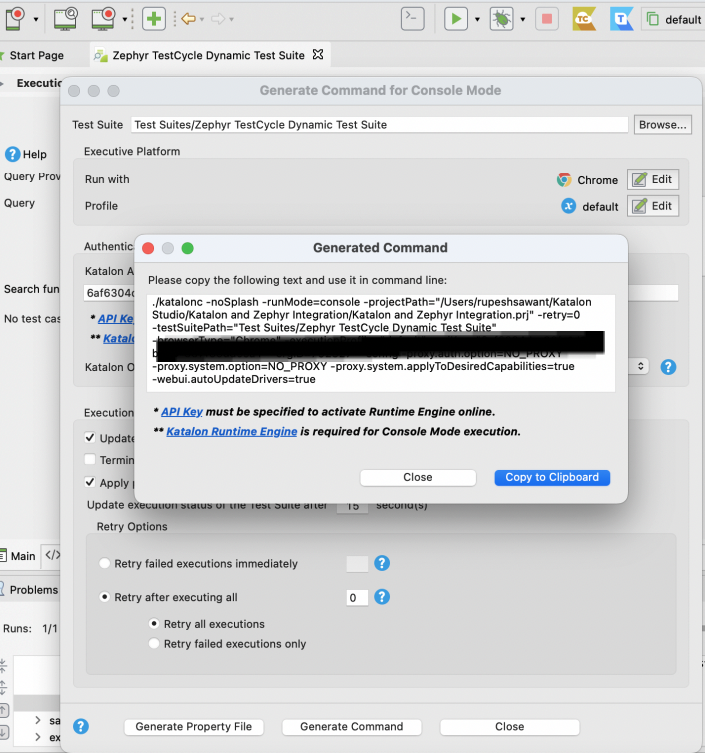 TC
T
default
Start Page
Zephyr TestCycle Dynamic Test Suite
Generate Command for Console Mode
Test Suite Test Suites/Zephyr TestCycle Dynamic Test Suite Browse...
Help
Executive Platform
Query
Run with Chrome Edit
Profile default Edit
Generated Command
Please copy the following text and use it in command line:
./katalonc -noSplash -runMode=console -projectPath="/Users/rupeshsawant/Katalon
Studio/Katalon and Zephyr Integration/Katalon and Zephyr Integration.prj" -retry=0
-testSuitePath="Test Suites/Zephyr TestCycle Dynamic Test Suite"
-proxy.auth.option=NO_PROXY
-proxy.system.option=NO_PROXY -proxy.system.applyToDesiredCapabilities=true
-webui.autoUpdateDrivers=true
* API Key must be specified to activate Runtime Engine online.
** Katalon Runtime Engine is required for Console Mode execution.
Close Copy to Clipboard
Katalon A
6af6304
Search fun
No test cas
* API Ke
** Katalo
Katalon O
Execution
Update
Termin
Apply
Update execution status of the Test Suite after 15 second(s)
Retry Options
Main
Problems
Runs: 1/1
Retry failed executions immediately
Retry after executing all 0
Retry all executions
Retry failed executions only
sa
ex
Generate Property File Generate Command Close